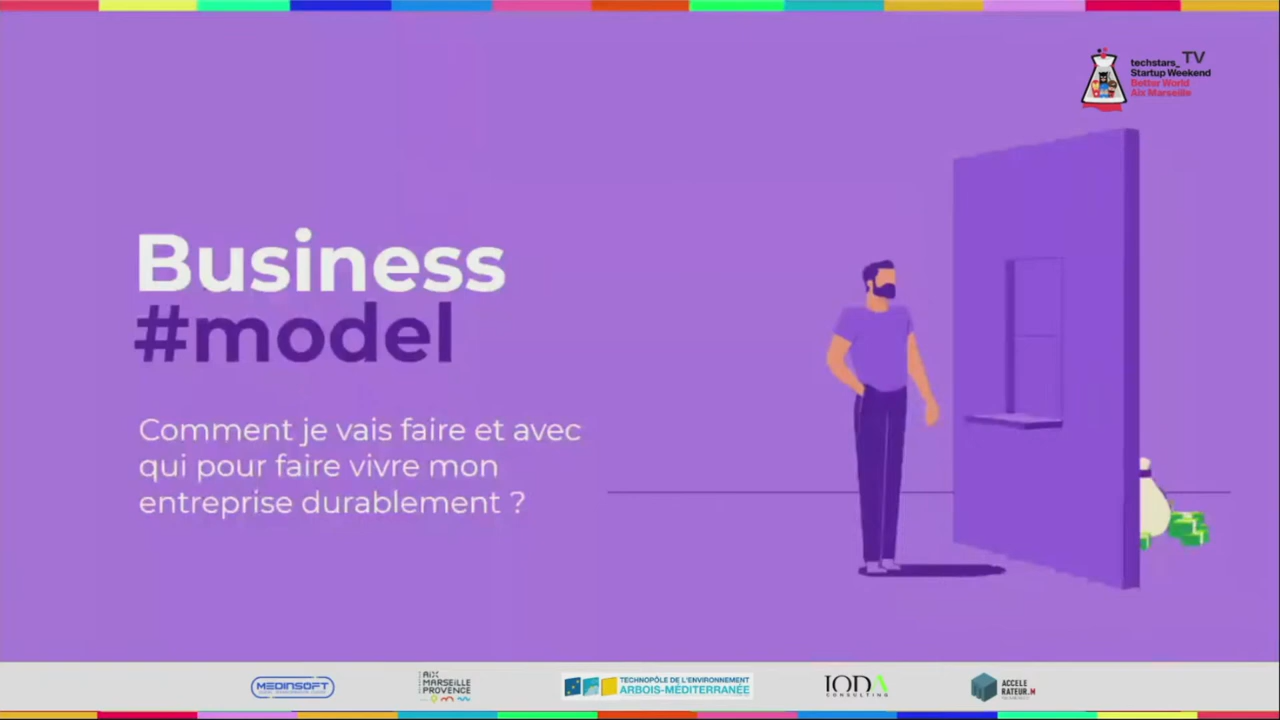 techstars_ TV
Startup Weekend
Better World
Aix Marseille
Business
#model
Comment je vais faire et avec
qui pour faire vivre mon
entreprise durablement ?
MEDINSOFT
AIX
MARSEILLE
PROVENCE
TECHNOPÔLE DE L'ENVIRONNEMENT
ARBOIS-MÉDITERRANÉE
IODA
CONSULTING
ACCELE
RATEUR.M